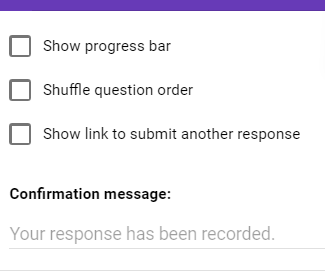 Show progress bar
Shuffle question order
Show link to submit another response
Confirmation message:
Your response has been recorded.